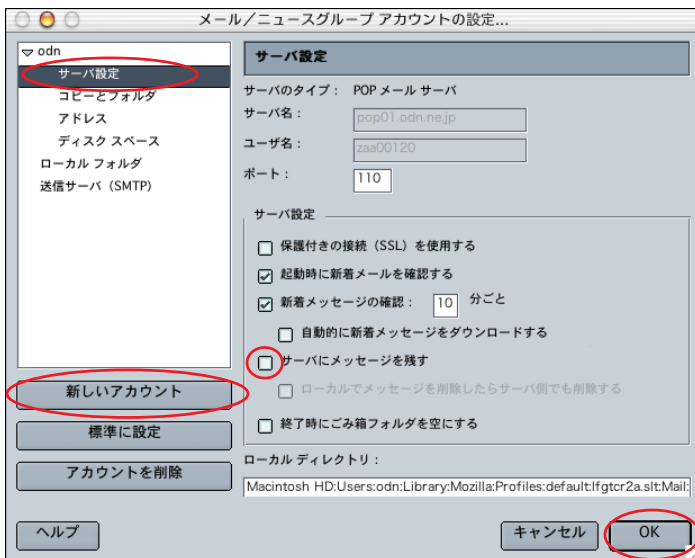 メール／ニュースグループ アカウントの設定...
odn
サーバ設定
コピーとフォルダ
アドレス
ディスク スペース
ローカル フォルダ
送信サーバ（SMTP）
新しいアカウント
標準に設定
アカウントを削除
サーバ設定
サーバのタイプ： POP メール サーバ
サーバ名： pop01.odn.ne.jp
ユーザ名： zaa00120
ポート： 110
サーバ設定
保護付きの接続（SSL）を使用する
起動時に新着メールを確認する
新着メッセージの確認： 10 分ごと
自動的に新着メッセージをダウンロードする
サーバにメッセージを残す
ローカルでメッセージを削除したらサーバ側でも削除する
終了時にごみ箱フォルダを空にする
ローカル ディレクトリ：
Macintosh HD:Users:odn:Library:Mozilla:Profiles:default:lfgtcr2a.slt:Mail:
ヘルプ
キャンセル
OK